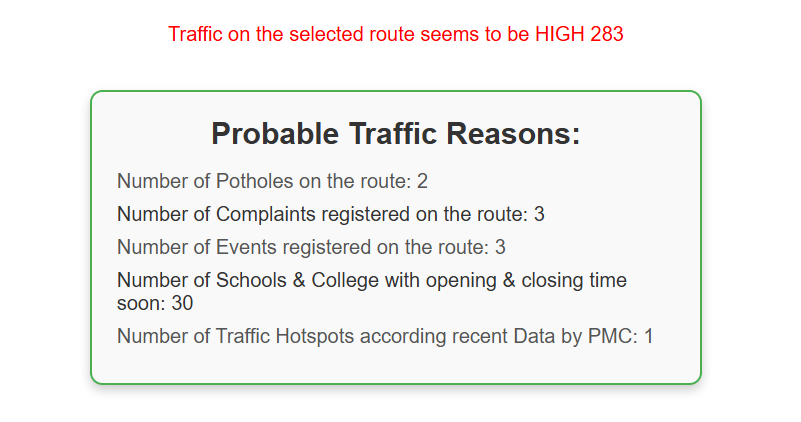 Traffic on the selected route seems to be HIGH 283
Probable Traffic Reasons:
Number of Potholes on the route: 2
Number of Complaints registered on the route: 3
Number of Events registered on the route: 3
Number of Schools & College with opening & closing time
soon: 30
Number of Traffic Hotspots according recent Data by PMC: 1